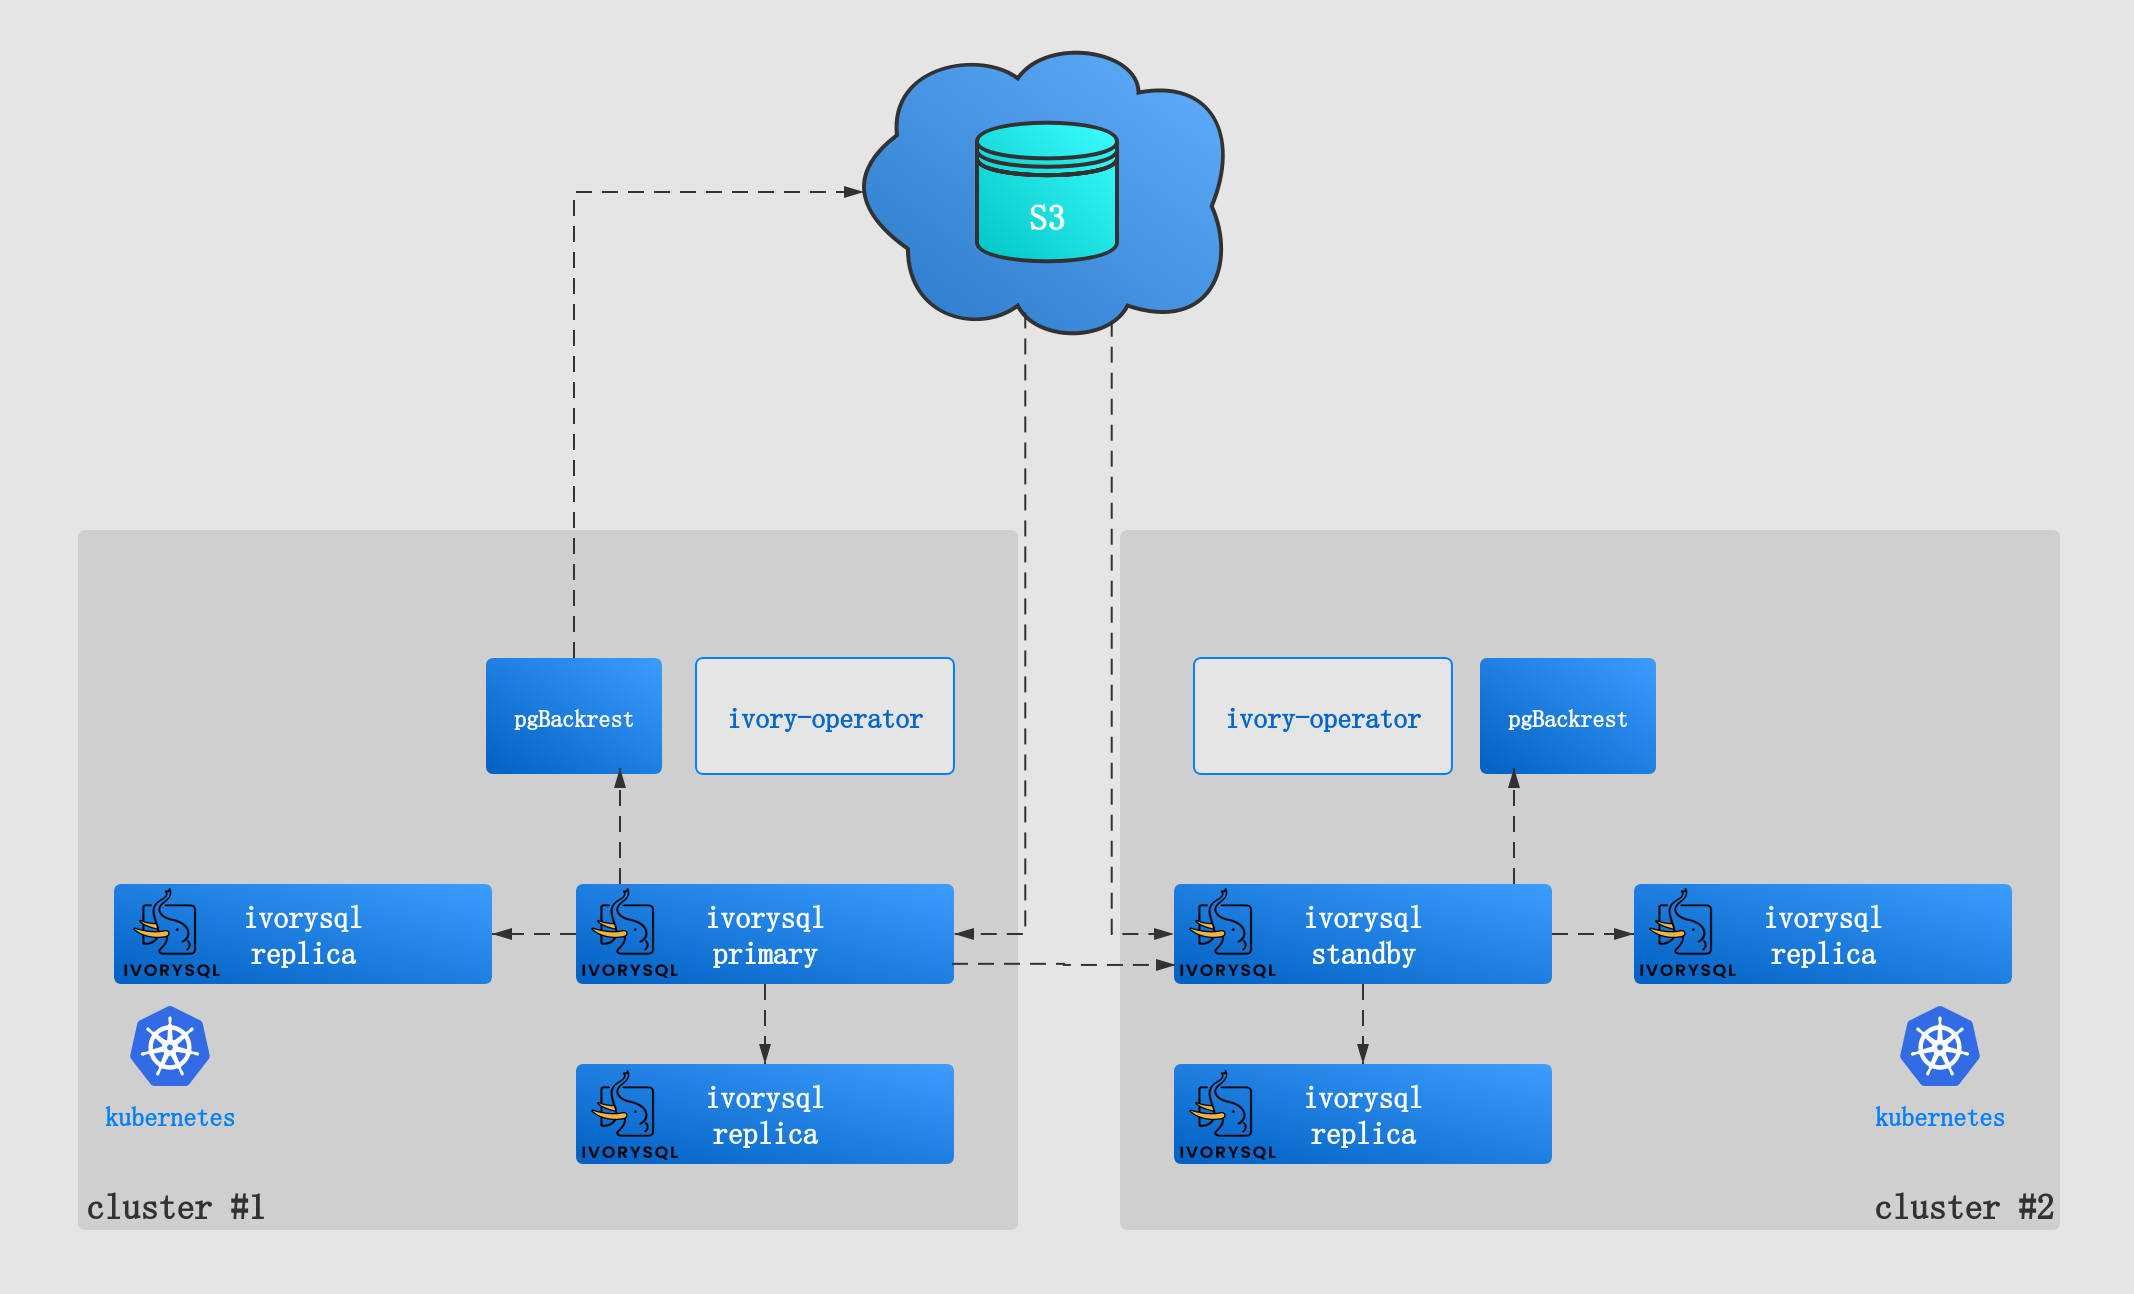 S3
pgBackrest
ivory-operator
ivory-operator
pgBackrest
ivorysql
replica
IVORYSQL
ivorysql
primary
IVORYSQL
ivorysql
standby
IVORYSQL
ivorysql
replica
IVORYSQL
kubernetes
ivorysql
replica
IVORYSQL
ivorysql
replica
IVORYSQL
kubernetes
cluster #1
cluster #2